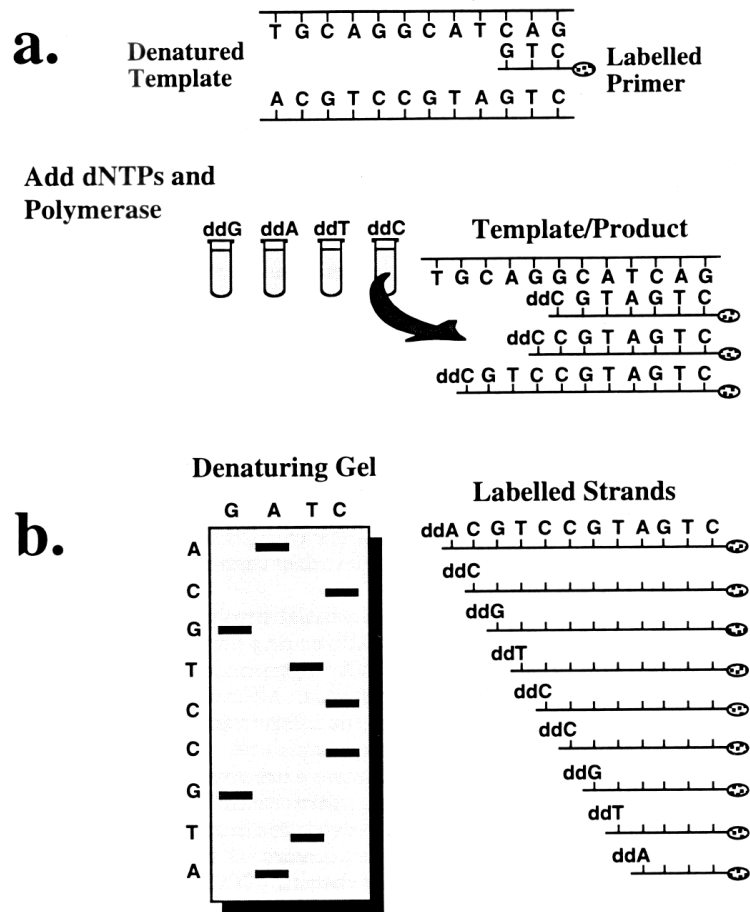 a.
T G C A G G C A T C A G
G T C
Denatured
Template
Labelled
Primer
A C G T C C G T A G T C
Add dNTPs and
Polymerase
ddG ddA ddT ddC
Template/Product
T G C A G G C A T C A G
ddC G T A G T C
ddC C G T A G T C
ddC G T C C G T A G T C
b.
Denaturing Gel
G A T C
A
C
G
T
C
C
G
T
A
Labelled Strands
ddA C G T C C G T A G T C
ddC
ddG
ddT
ddC
ddC
ddG
ddT
ddA